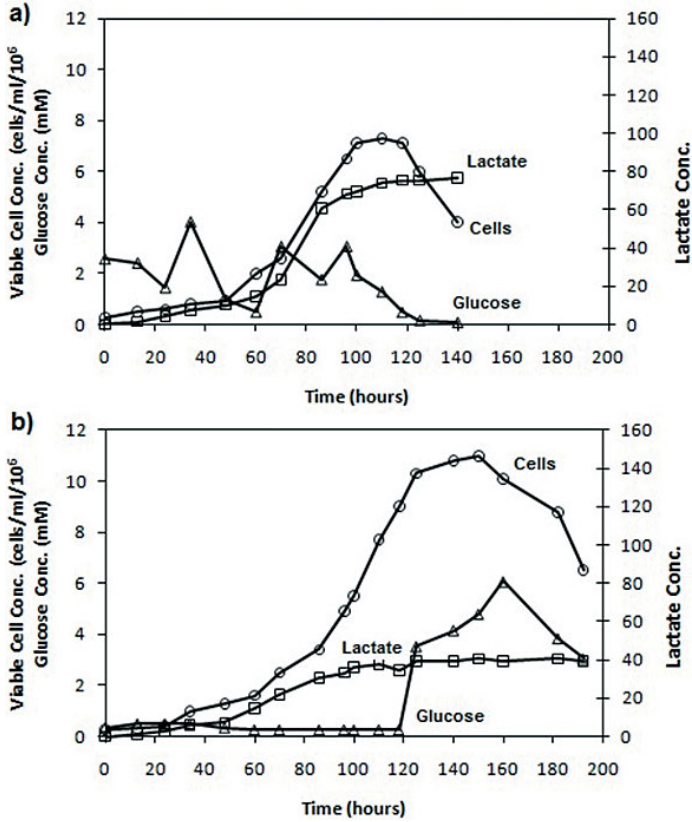 a)
Viable Cell Conc. (cells/ml/10⁶
Glucose Conc. (mM)
12
10
8
6
4
2
0
160
140
120
100
80
60
40
20
0
Lactate Conc.
Lactate
Cells
Glucose
0 20 40 60 80 100 120 140 160 180 200
Time (hours)
b)
Viable Cell Conc. (cells/ml/10⁶
Glucose Conc. (mM)
12
10
8
6
4
2
0
160
140
120
100
80
60
40
20
0
Lactate Conc.
Cells
Lactate
Glucose
0 20 40 60 80 100 120 140 160 180 200
Time (hours)